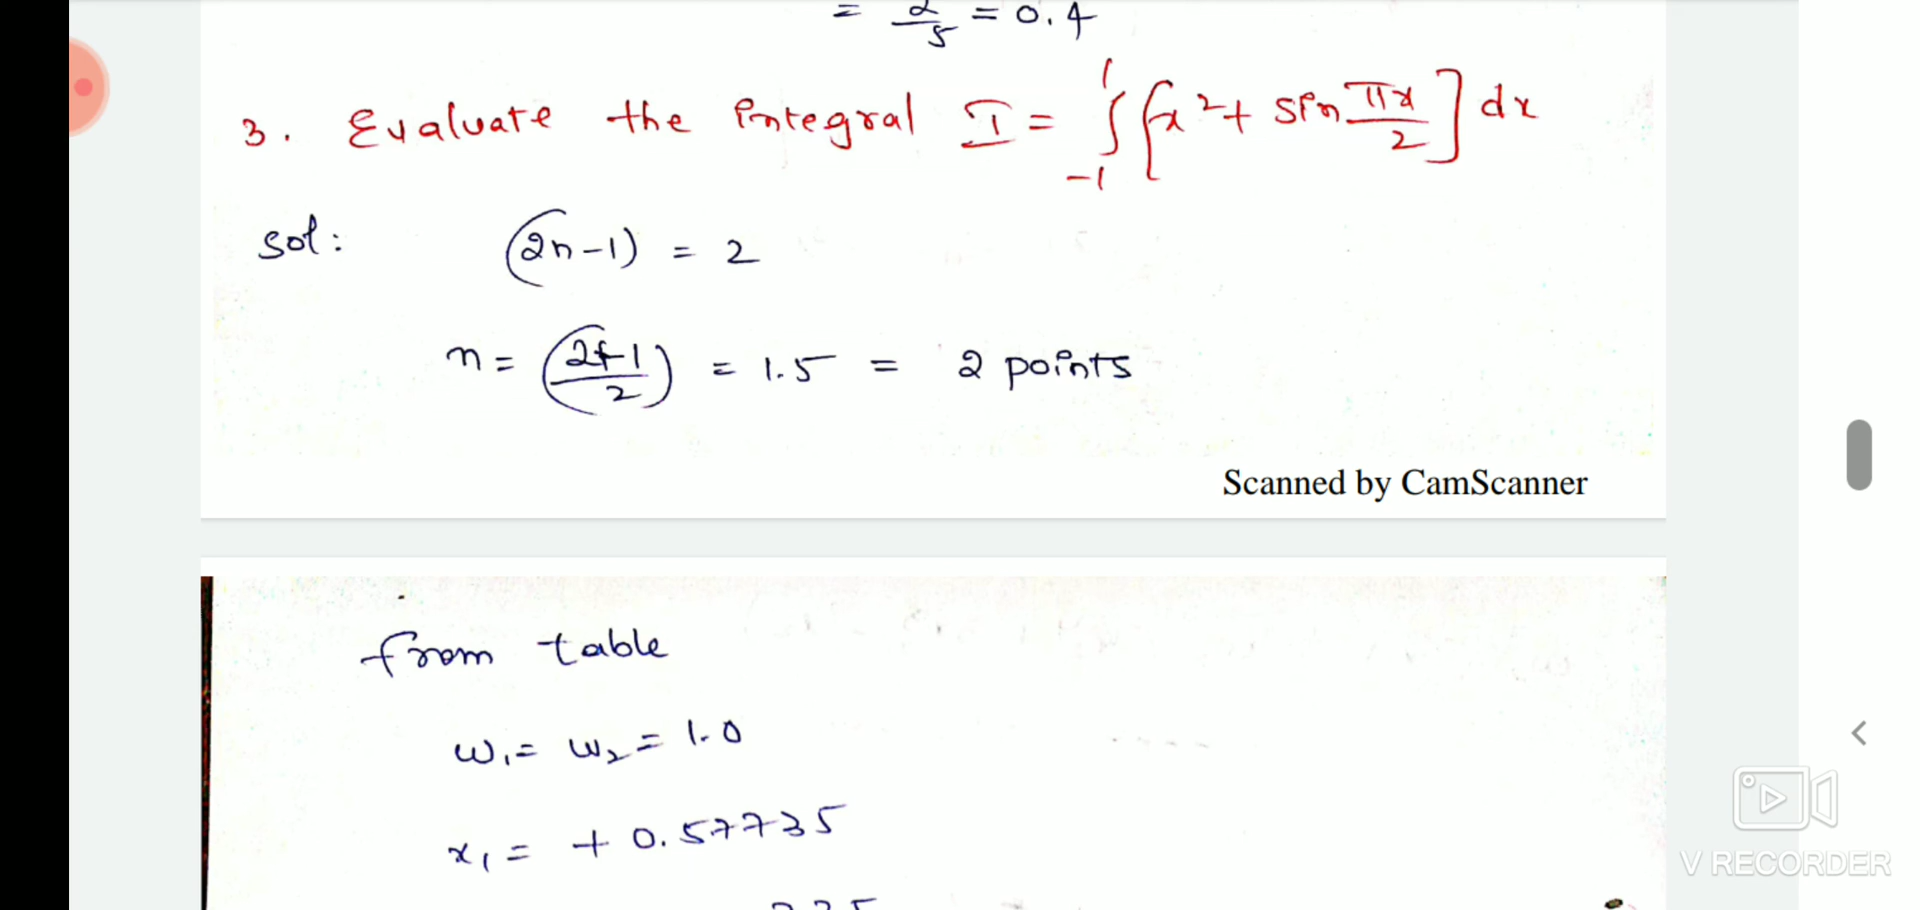 = 2/5 = 0.4
3. Evaluate the integral I = ∫₋₁¹ [x² + sin πx/2] dx
Sol: (2n-1) = 2
n = (2+1/2) = 1.5 = 2 points
Scanned by CamScanner
from table
w₁ = w₂ = 1.0
x₁ = + 0.57735
V RECORDER